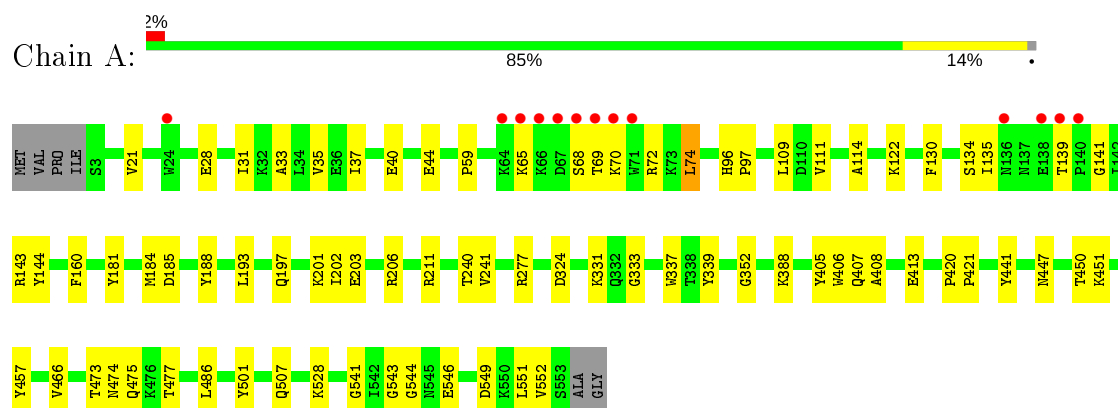 2%
Chain A:
85% 14% •
MET VAL PRO ILE S3 V21 W24 E28 I31 K32 A33 L34 V35 E36 I37 E40 E44 P59 K64 K65 K66 D67 S68 T69 K70 W71 R72 K73 L74 H96 P97 L109 D110 V111 A114 K122 F130 S134 I135 N136 N137 E138 T139 P140 G141 I142
R143 Y144 F160 Y181 M184 D185 Y188 L193 Q197 K201 I202 E203 R206 R211 T240 V241 R277 D324 K331 Q332 G333 W337 T338 Y339 G352 K388 Y405 W406 Q407 A408 E413 P420 P421 Y441 N447 T450 K451
Y457 V466 T473 N474 Q475 K476 T477 L486 Y501 Q507 K528 G541 I542 G543 G544 N545 E546 D549 K550 L551 V552 S553 ALA GLY